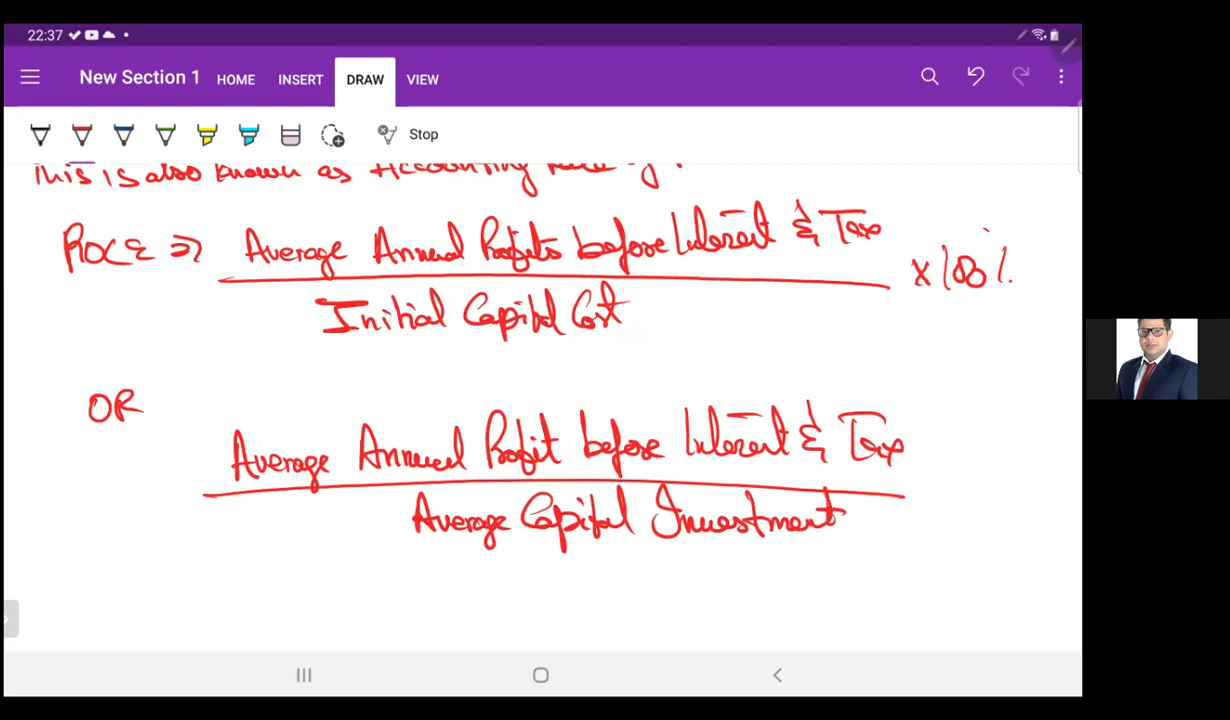 22:37
New Section 1 HOME INSERT DRAW VIEW
Stop
This is also known as Accounting
ROCE ⇒ Average Annual Profits before Interest & Tax
x 100 %
Initial Capital Cost
OR
Average Annual Profit before Interest & Tax
Average Capital Investment